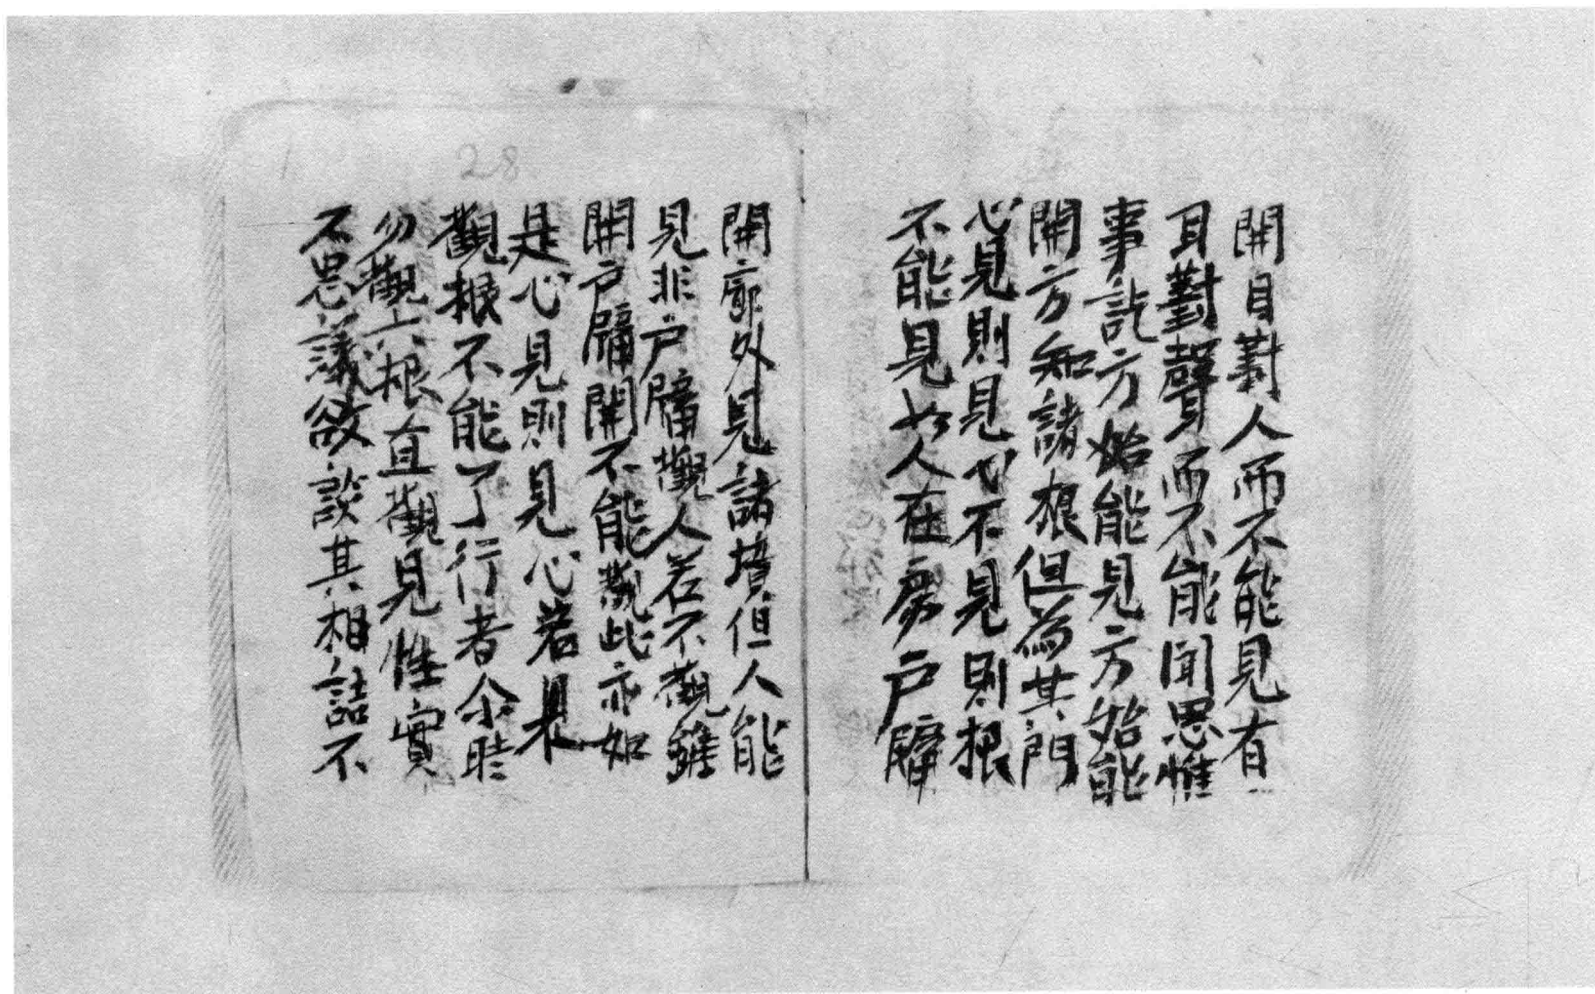 開目對人而不能見有
耳對聲而不能聞思惟
事訖方始能見方始能
聞方知諸根但為其門
心見則見心不見則根
不能見如人在房戶牖
開廓外見諸境但人能
見非戶牖觀人若不觀雖
開戶牖開不能觀此亦如
是心見則見心若不
觀根不能了行者尒時
勿觀六根直觀見性實
不思議欲談其相詰不
28